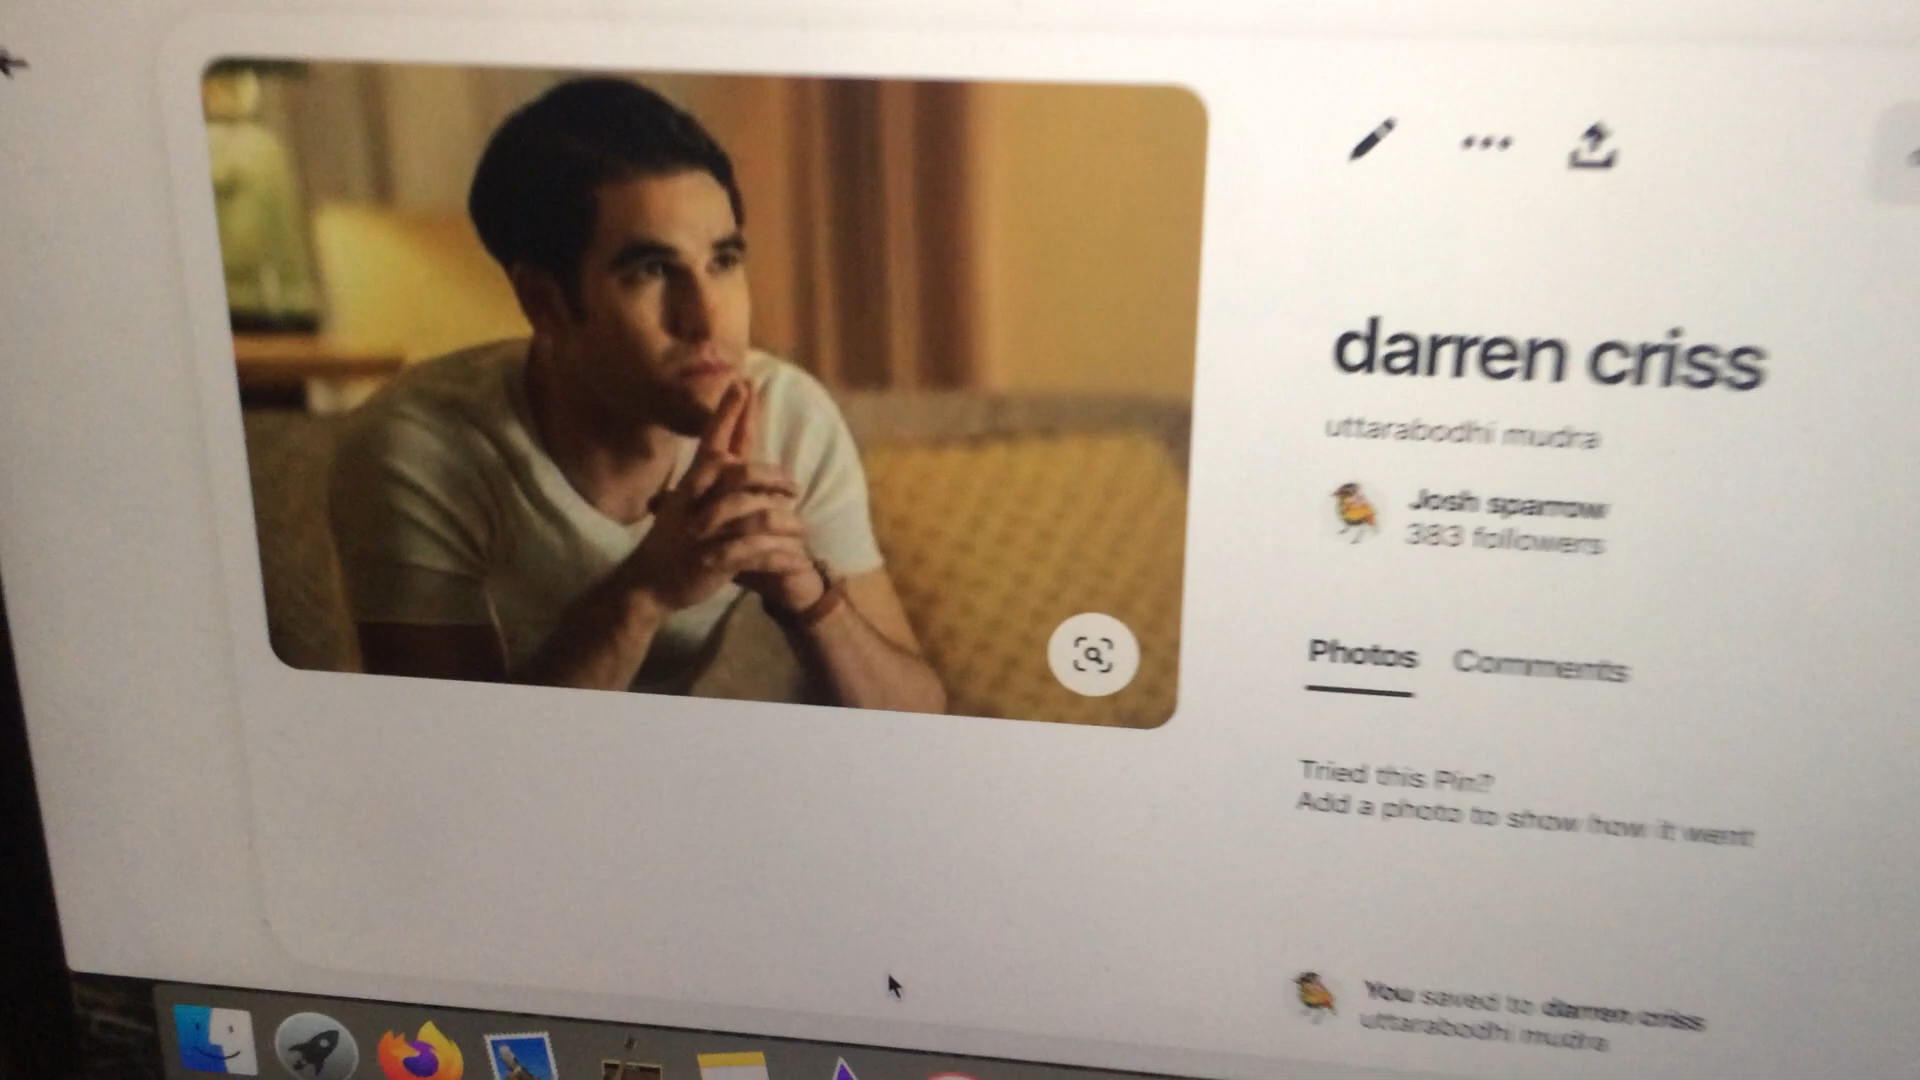 darren criss
uttarabodhi mudra
Josh sparrow
383 followers
Photos Comments
Tried this Pin?
Add a photo to show how it went
You saved to darren criss
uttarabodhi mudra